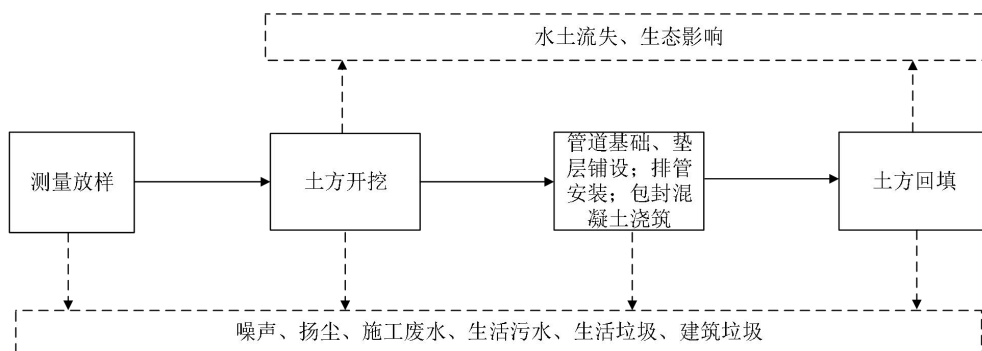 水土流失、生态影响
测量放样
土方开挖
管道基础、垫
层铺设；排管
安装；包封混
凝土浇筑
土方回填
噪声、扬尘、施工废水、生活污水、生活垃圾、建筑垃圾